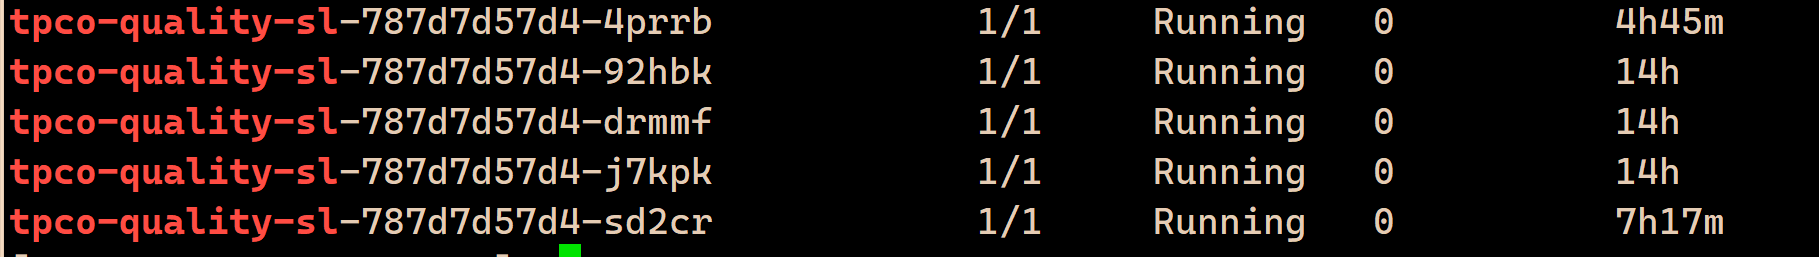 tpco-quality-sl-787d7d57d4-4prrb 1/1 Running 0 4h45m
tpco-quality-sl-787d7d57d4-92hbk 1/1 Running 0 14h
tpco-quality-sl-787d7d57d4-drmmf 1/1 Running 0 14h
tpco-quality-sl-787d7d57d4-j7kpk 1/1 Running 0 14h
tpco-quality-sl-787d7d57d4-sd2cr 1/1 Running 0 7h17m